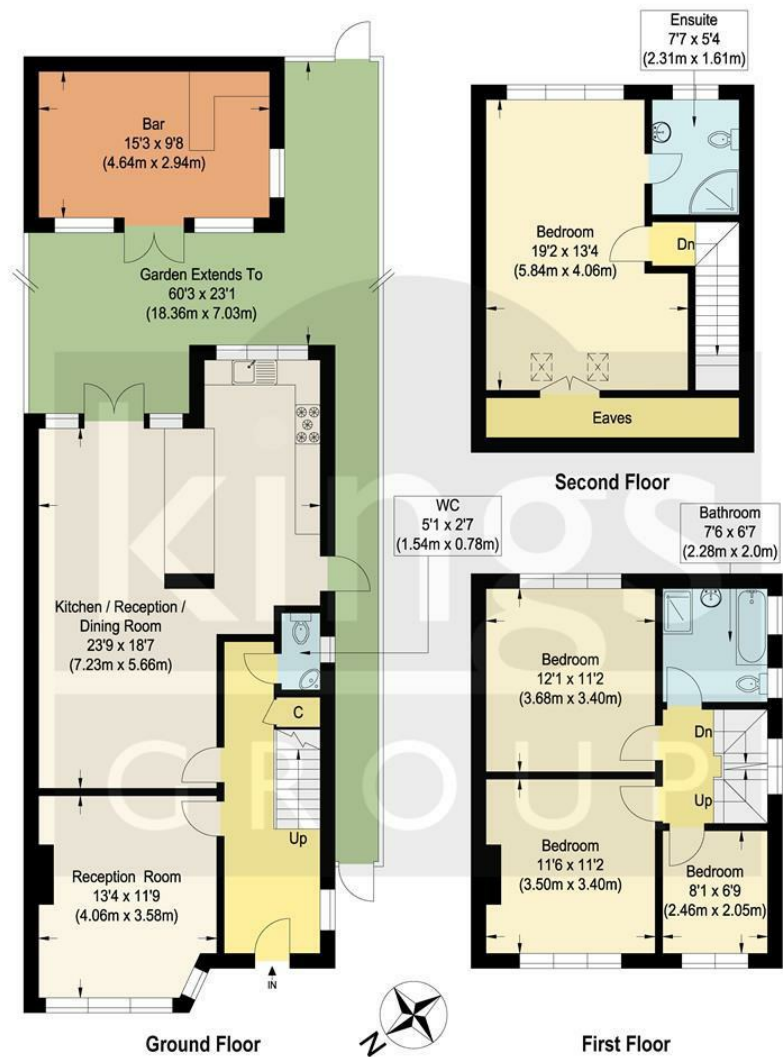 Bar
15'3 x 9'8
(4.64m x 2.94m)
Garden Extends To
60'3 x 23'1
(18.36m x 7.03m)
Kitchen / Reception /
Dining Room
23'9 x 18'7
(7.23m x 5.66m)
WC
5'1 x 2'7
(1.54m x 0.78m)
C
Up
Reception Room
13'4 x 11'9
(4.06m x 3.58m)
IN
Ground Floor
N
Ensuite
7'7 x 5'4
(2.31m x 1.61m)
Bedroom
19'2 x 13'4
(5.84m x 4.06m)
Dn
Eaves
Second Floor
Bathroom
7'6 x 6'7
(2.28m x 2.0m)
Bedroom
12'1 x 11'2
(3.68m x 3.40m)
Dn
Up
Bedroom
11'6 x 11'2
(3.50m x 3.40m)
Bedroom
8'1 x 6'9
(2.46m x 2.05m)
First Floor
kings
GROUP